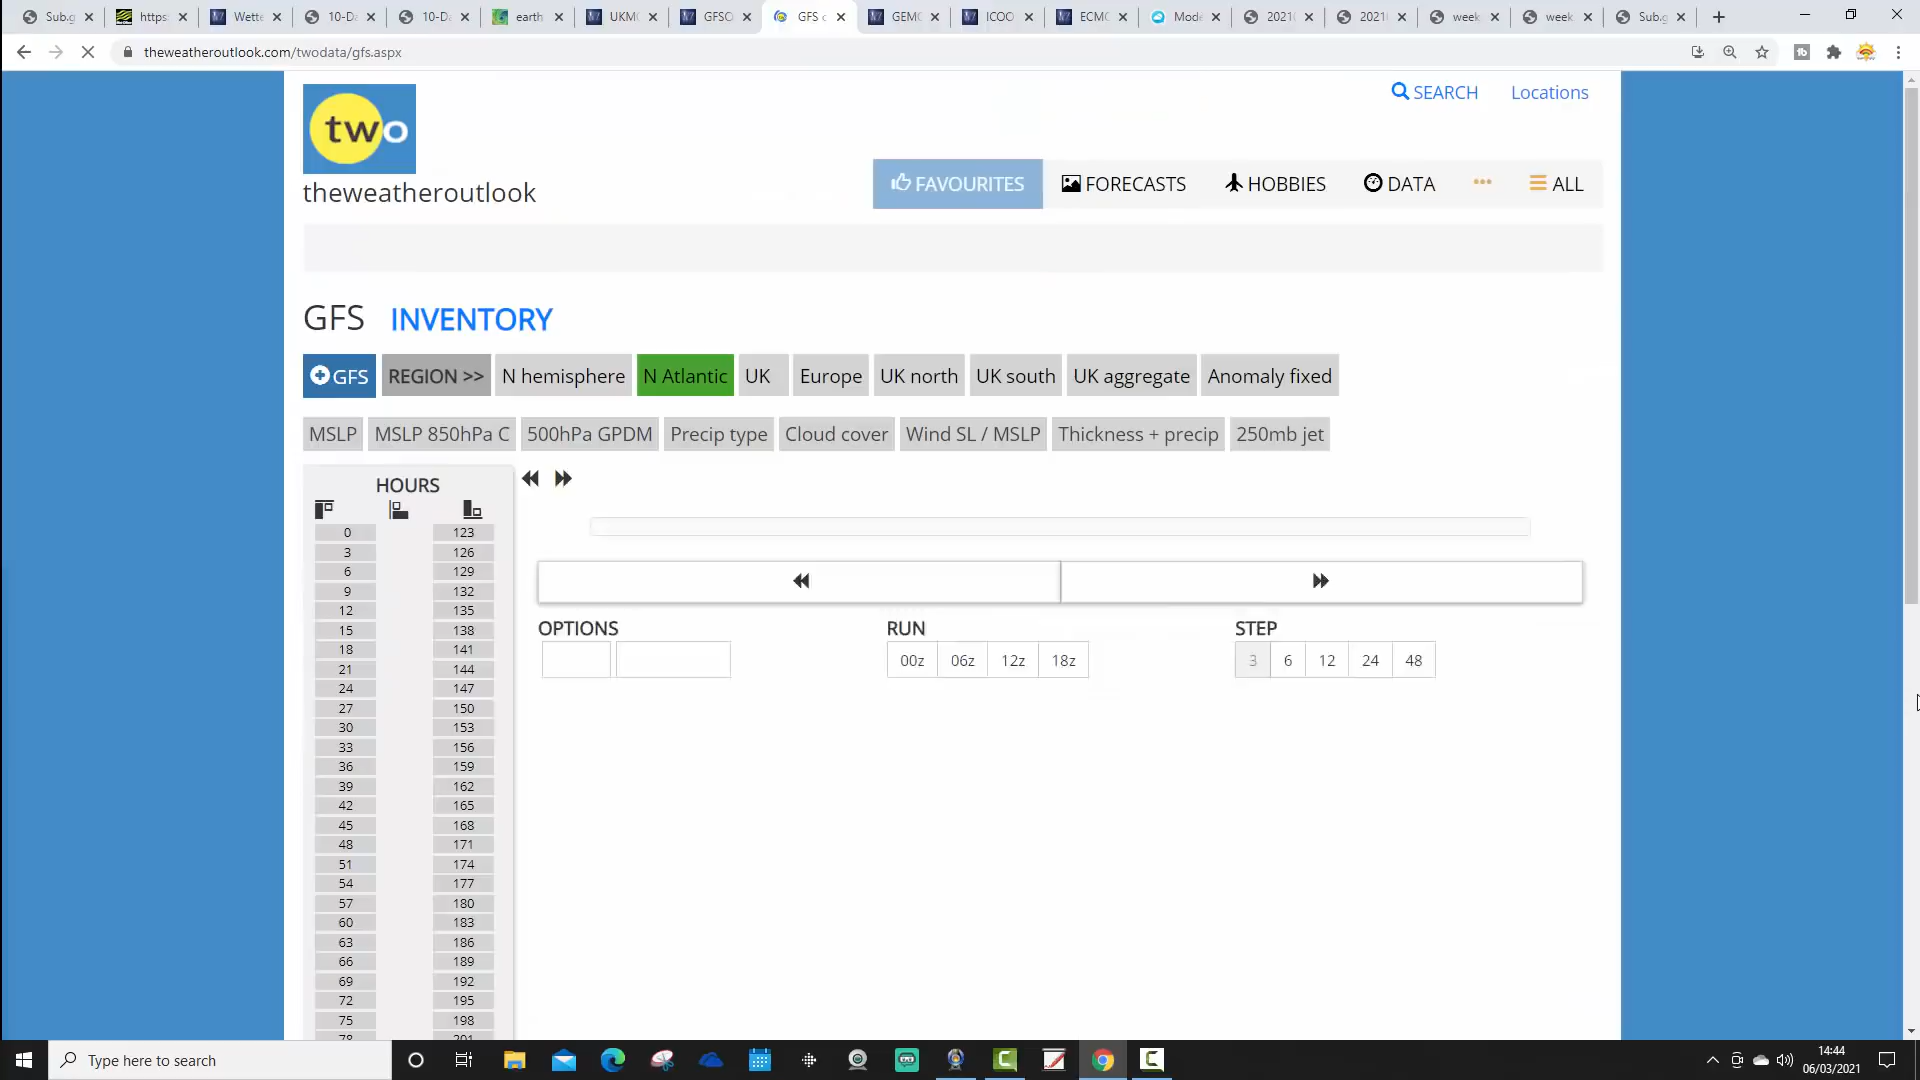 Sub.g https: Wette 10-Da 10-Da earth UKMO GFSO GFS c GEMO ICOO ECMO Mode 2021 2021 week week Sub.g
theweatheroutlook.com/twodata/gfs.aspx
SEARCH Locations
two
theweatheroutlook
FAVOURITES FORECASTS HOBBIES DATA ... ALL
GFS INVENTORY
GFS REGION >> N hemisphere N Atlantic UK Europe UK north UK south UK aggregate Anomaly fixed
MSLP MSLP 850hPa C 500hPa GPDM Precip type Cloud cover Wind SL / MSLP Thickness + precip 250mb jet
HOURS
0 123
3 126
6 129
9 132
12 135
15 138
18 141
21 144
24 147
27 150
30 153
33 156
36 159
39 162
42 165
45 168
48 171
51 174
54 177
57 180
60 183
63 186
66 189
69 192
72 195
75 198
78 201
OPTIONS RUN STEP
00z 06z 12z 18z 3 6 12 24 48
Type here to search
14:44
06/03/2021